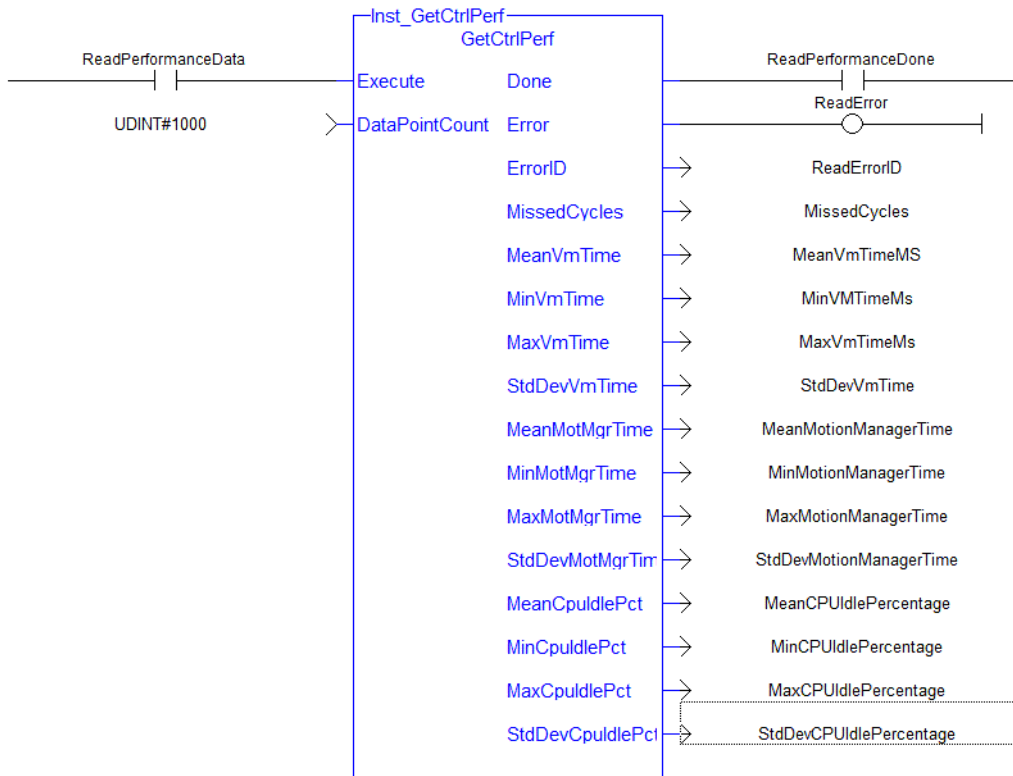 Inst_GetCtrlPerf
GetCtrlPerf
ReadPerformanceData Execute Done ReadPerformanceDone
UDINT#1000 DataPointCount Error ReadError
ErrorID ReadErrorID
MissedCycles MissedCycles
MeanVmTime MeanVmTimeMS
MinVmTime MinVMTimeMs
MaxVmTime MaxVmTimeMs
StdDevVmTime StdDevVmTime
MeanMotMgrTime MeanMotionManagerTime
MinMotMgrTime MinMotionManagerTime
MaxMotMgrTime MaxMotionManagerTime
StdDevMotMgrTim StdDevMotionManagerTime
MeanCpuIdlePct MeanCPUIdlePercentage
MinCpuIdlePct MinCPUIdlePercentage
MaxCpuIdlePct MaxCPUIdlePercentage
StdDevCpuIdlePct StdDevCPUIdlePercentage